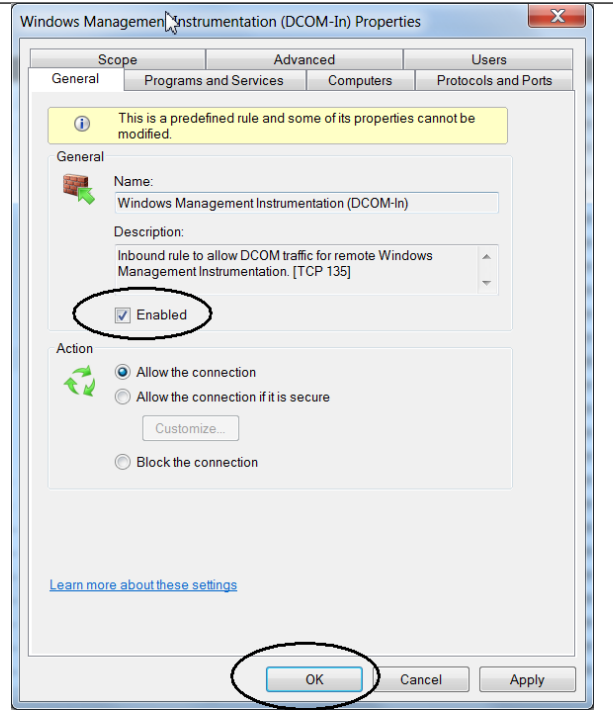 Windows Management Instrumentation (DCOM-In) Properties
Scope Advanced Users
General Programs and Services Computers Protocols and Ports
This is a predefined rule and some of its properties cannot be
modified.
General
Name:
Windows Management Instrumentation (DCOM-In)
Description:
Inbound rule to allow DCOM traffic for remote Windows
Management Instrumentation. [TCP 135]
Enabled
Action
Allow the connection
Allow the connection if it is secure
Customize...
Block the connection
Learn more about these settings
OK Cancel Apply